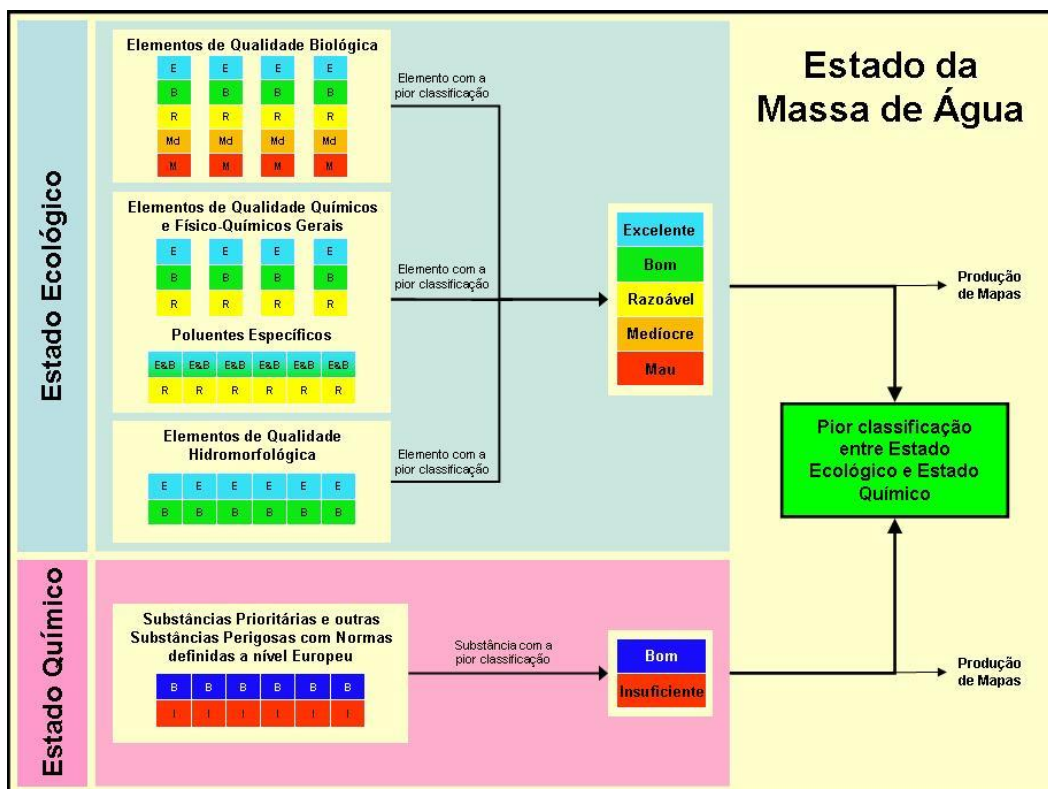 Estado da
Massa de Água
Estado Ecológico
Elementos de Qualidade Biológica
E E E E
B B B B
R R R R
Md Md Md Md
M M M M
Elemento com a
pior classificação
Elementos de Qualidade Químicos
e Físico-Químicos Gerais
E E E E
B B B B
R R R R
Poluentes Específicos
E&B E&B E&B E&B E&B E&B
R R R R R R
Elemento com a
pior classificação
Elementos de Qualidade
Hidromorfológica
E E E E E E
B B B B B B
Elemento com a
pior classificação
Excelente
Bom
Razoável
Medíocre
Mau
Produção
de Mapas
Pior classificação
entre Estado
Ecológico e Estado
Químico
Estado Químico
Substâncias Prioritárias e outras
Substâncias Perigosas com Normas
definidas a nível Europeu
B B B B B B
I I I I I I
Substância com a
pior classificação
Bom
Insuficiente
Produção
de Mapas